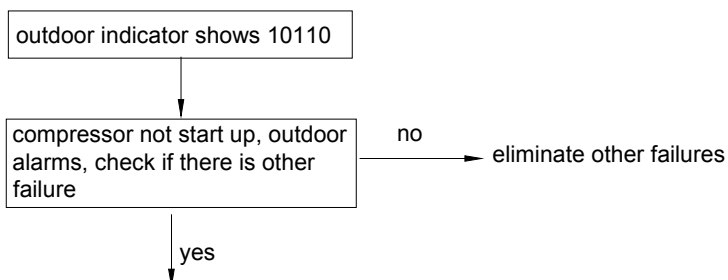 outdoor indicator shows 10110
compressor not start up, outdoor
alarms, check if there is other
failure
no
eliminate other failures
yes